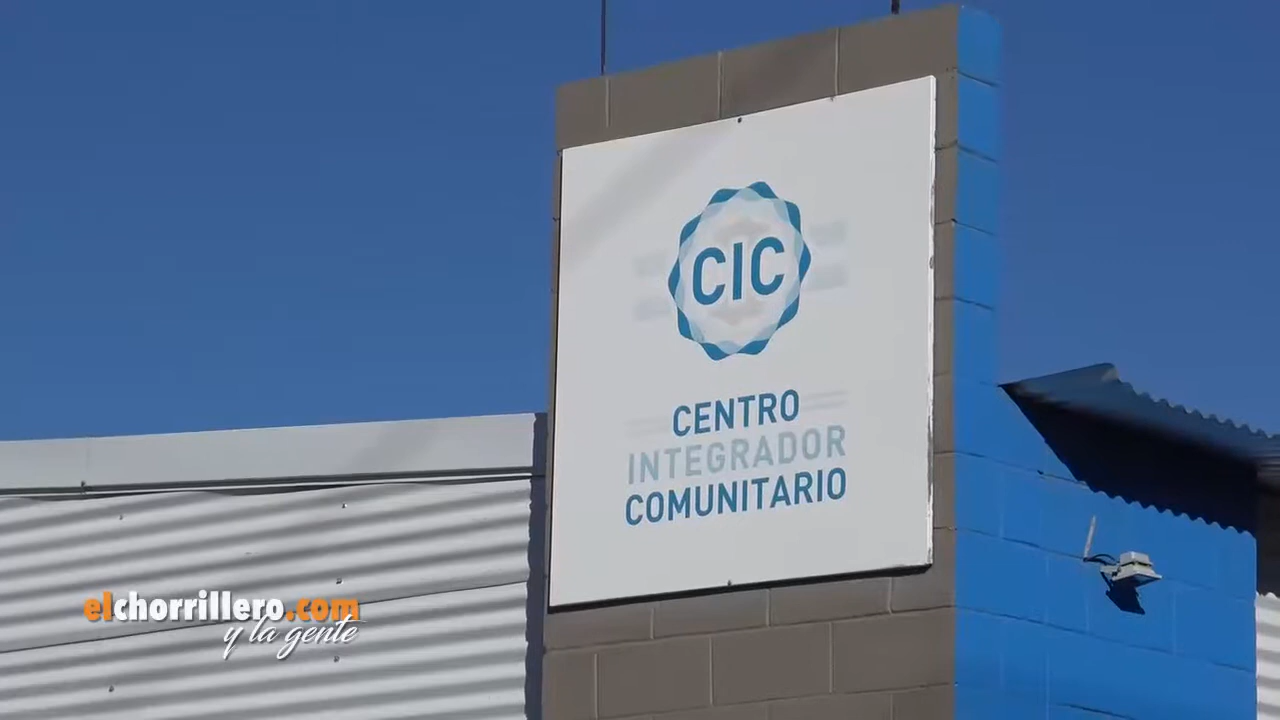 CIC
CENTRO
INTEGRADOR
COMUNITARIO
elchorrillero.com
y la gente